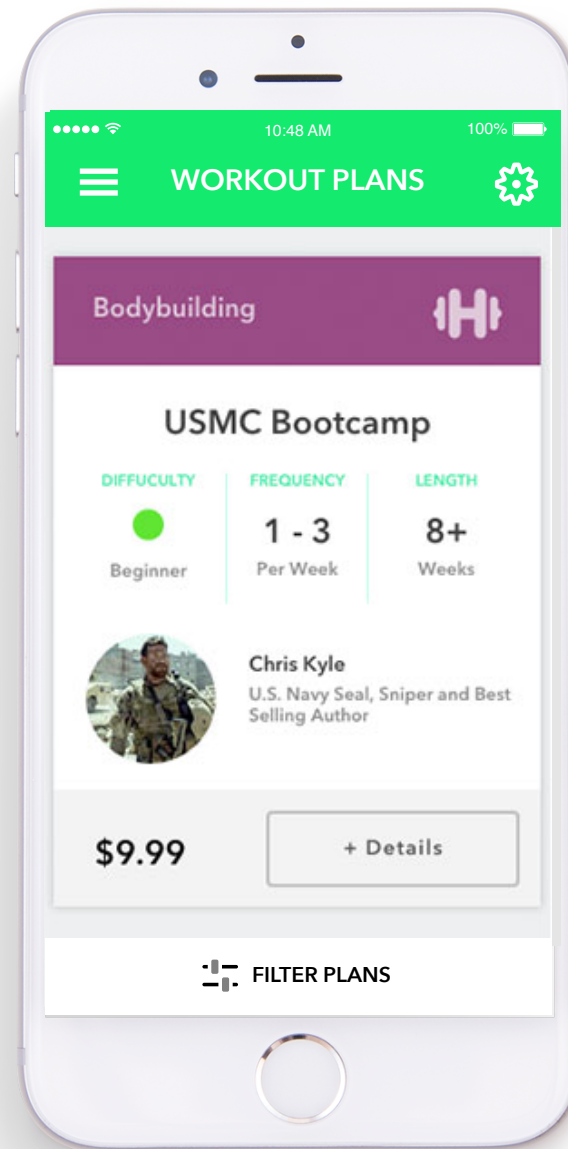 10:48 AM 100%
WORKOUT PLANS
Bodybuilding
USMC Bootcamp
DIFFUCULTY FREQUENCY LENGTH
1 - 3 8+
Beginner Per Week Weeks
Chris Kyle
U.S. Navy Seal, Sniper and Best
Selling Author
$9.99 + Details
FILTER PLANS